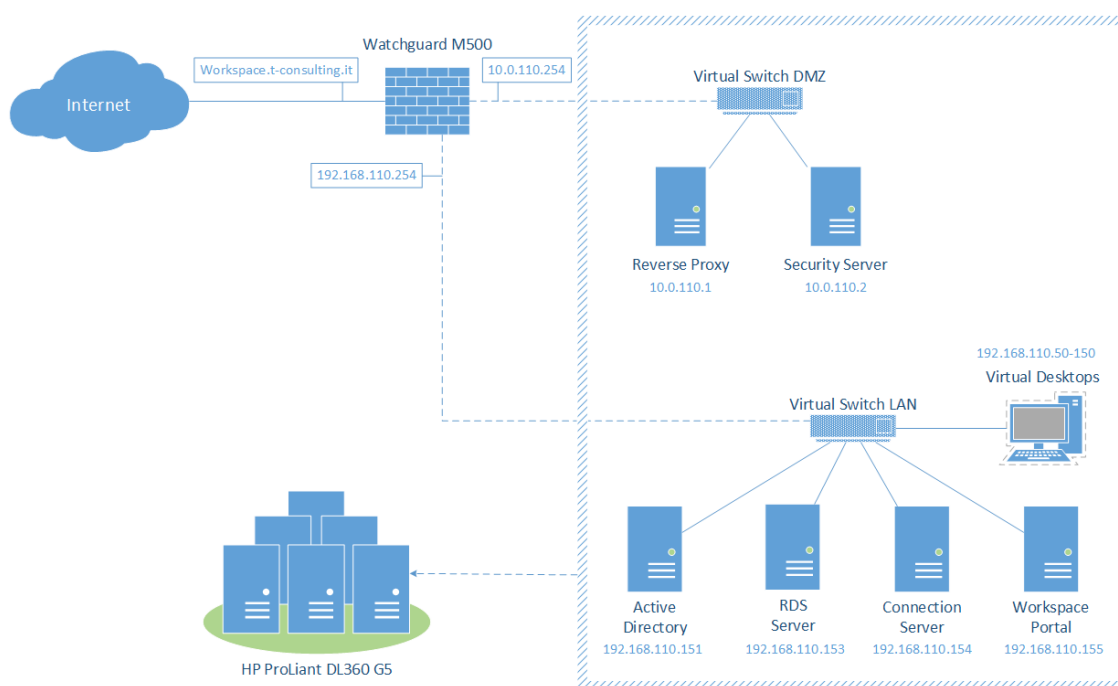 Watchguard M500
Workspace.t-consulting.it
10.0.110.254
Virtual Switch DMZ
Internet
192.168.110.254
Reverse Proxy
10.0.110.1
Security Server
10.0.110.2
192.168.110.50-150
Virtual Desktops
Virtual Switch LAN
Active
Directory
192.168.110.151
RDS
Server
192.168.110.153
Connection
Server
192.168.110.154
Workspace
Portal
192.168.110.155
HP ProLiant DL360 G5